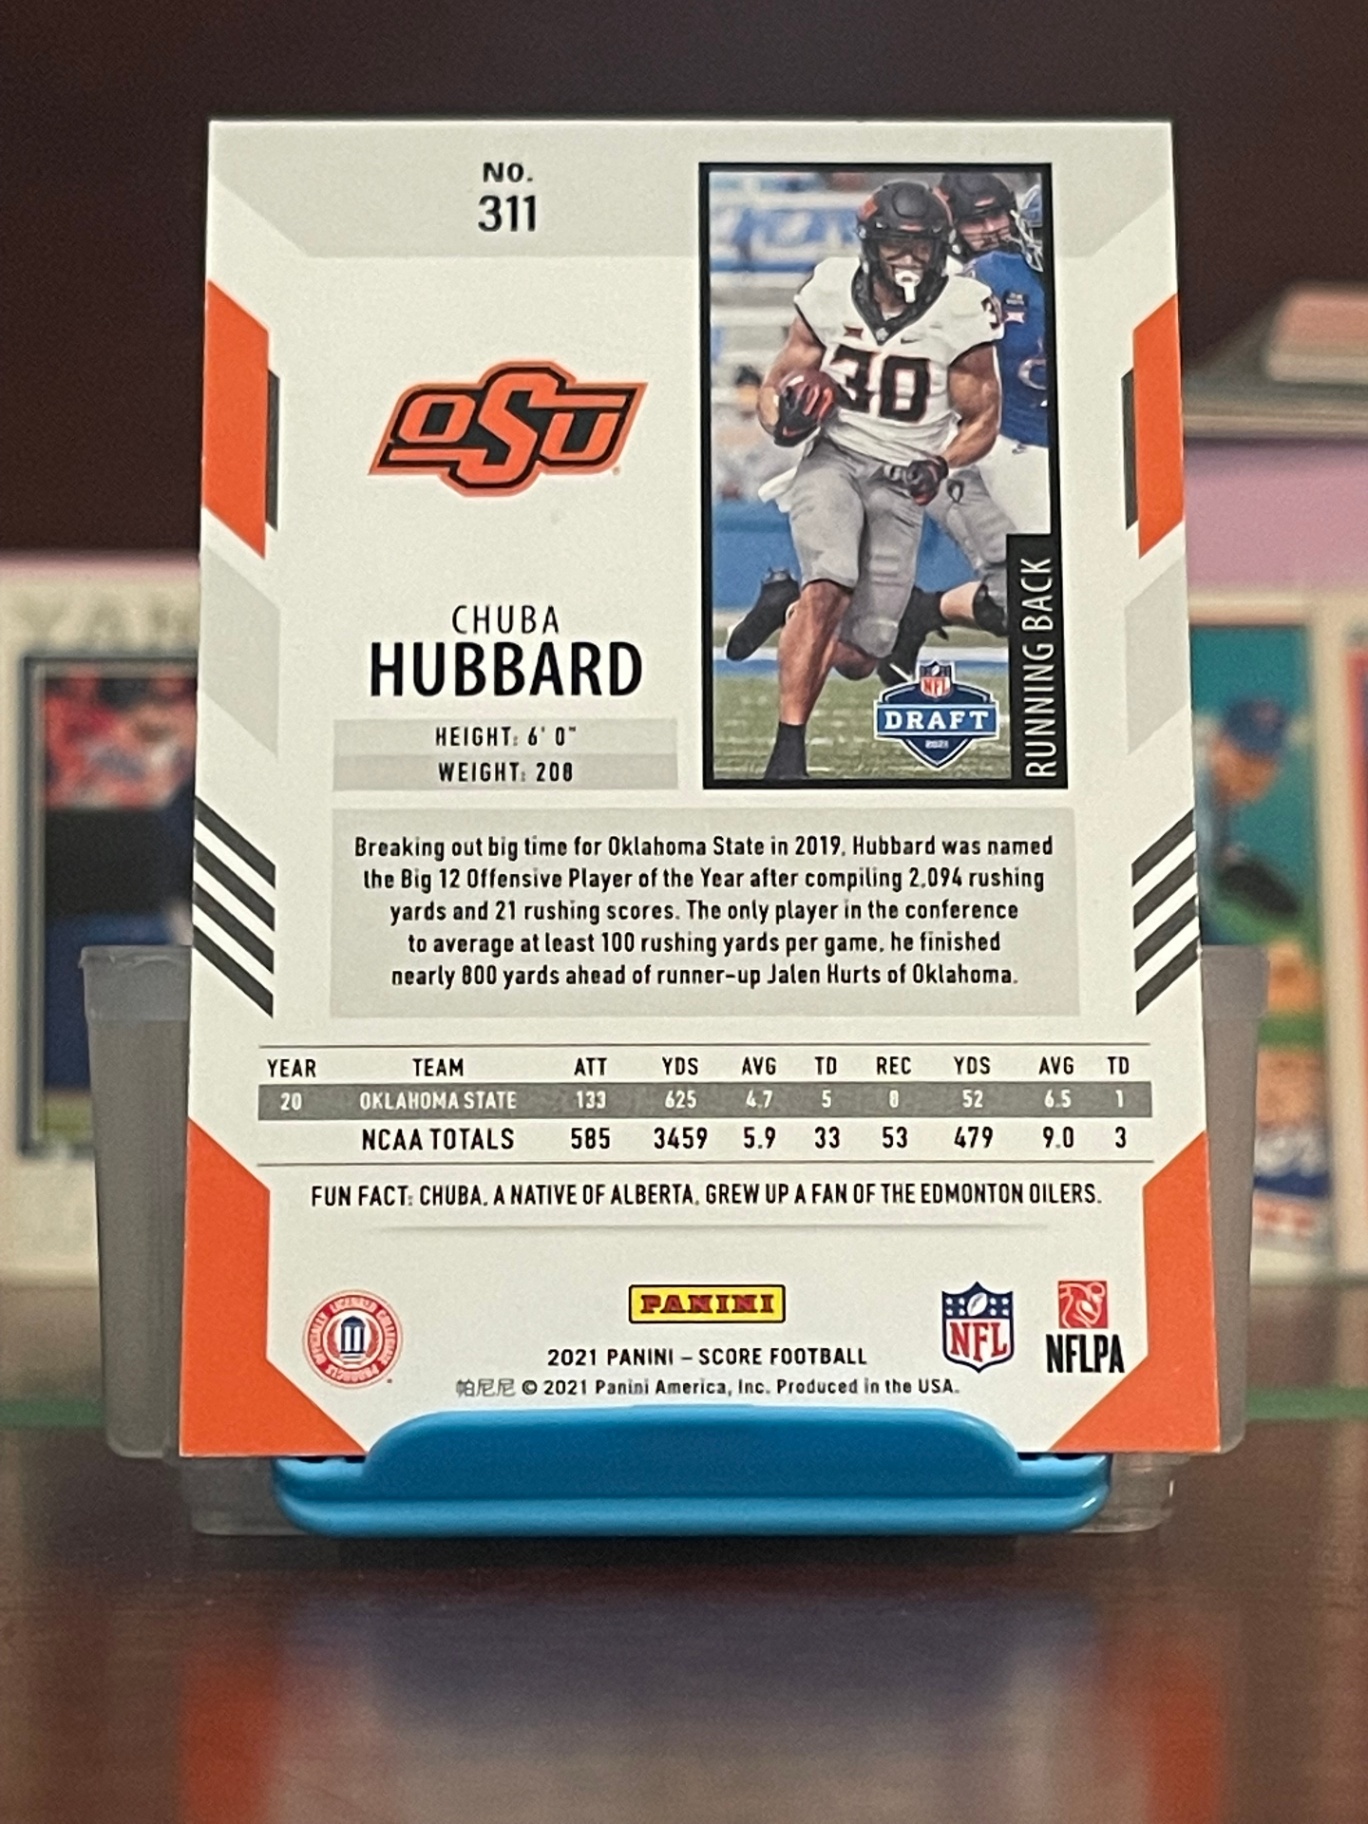 No.
311
OSU
CHUBA
HUBBARD
HEIGHT: 6' 0"
WEIGHT: 208
30
NFL
DRAFT
2021
RUNNING BACK
Breaking out big time for Oklahoma State in 2019, Hubbard was named
the Big 12 Offensive Player of the Year after compiling 2,094 rushing
yards and 21 rushing scores. The only player in the conference
to average at least 100 rushing yards per game, he finished
nearly 800 yards ahead of runner-up Jalen Hurts of Oklahoma.
YEAR TEAM ATT YDS AVG TD REC YDS AVG TD
20 OKLAHOMA STATE 133 625 4.7 5 8 52 6.5 1
NCAA TOTALS 585 3459 5.9 33 53 479 9.0 3
FUN FACT: CHUBA, A NATIVE OF ALBERTA, GREW UP A FAN OF THE EDMONTON OILERS.
OFFICIALLY LICENSED COLLEGIATE PRODUCTS
PANINI
NFL
NFLPA
2021 PANINI – SCORE FOOTBALL
帕尼尼 © 2021 Panini America, Inc. Produced in the USA.